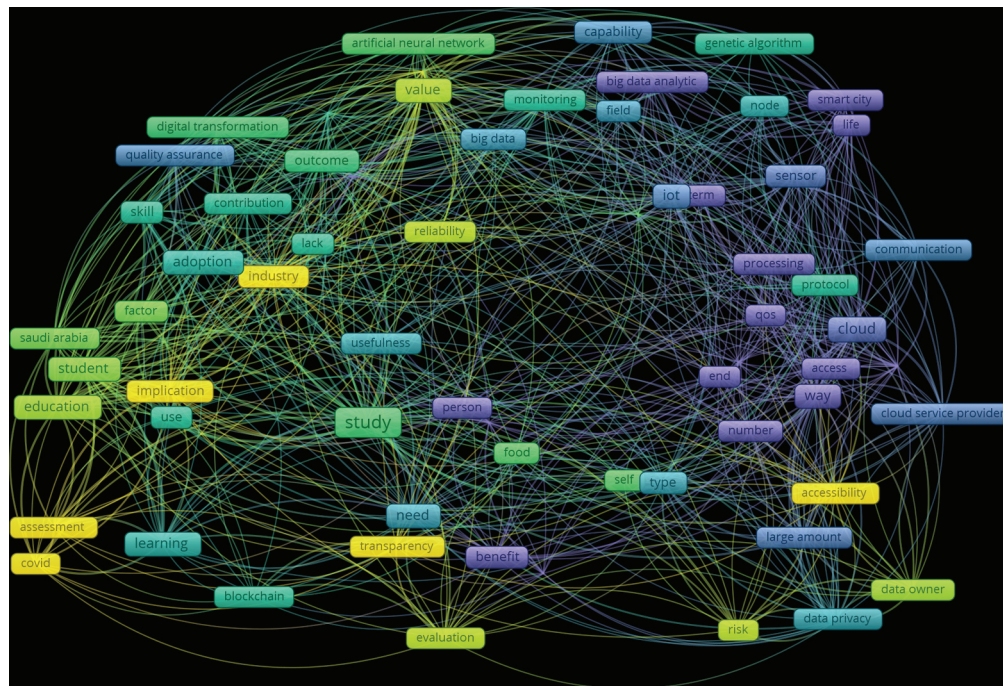 capability
artificial neural network
genetic algorithm
big data analytic
value
monitoring
smart city
field
node
life
digital transformation
big data
quality assurance
outcome
sensor
iot
term
contribution
skill
reliability
lack
communication
adoption
processing
industry
protocol
factor
qos
cloud
saudi arabia
usefulness
student
access
end
implication
way
education
person
use
cloud service provider
study
number
food
self
type
accessibility
need
assessment
large amount
learning
transparency
benefit
covid
data owner
blockchain
data privacy
risk
evaluation